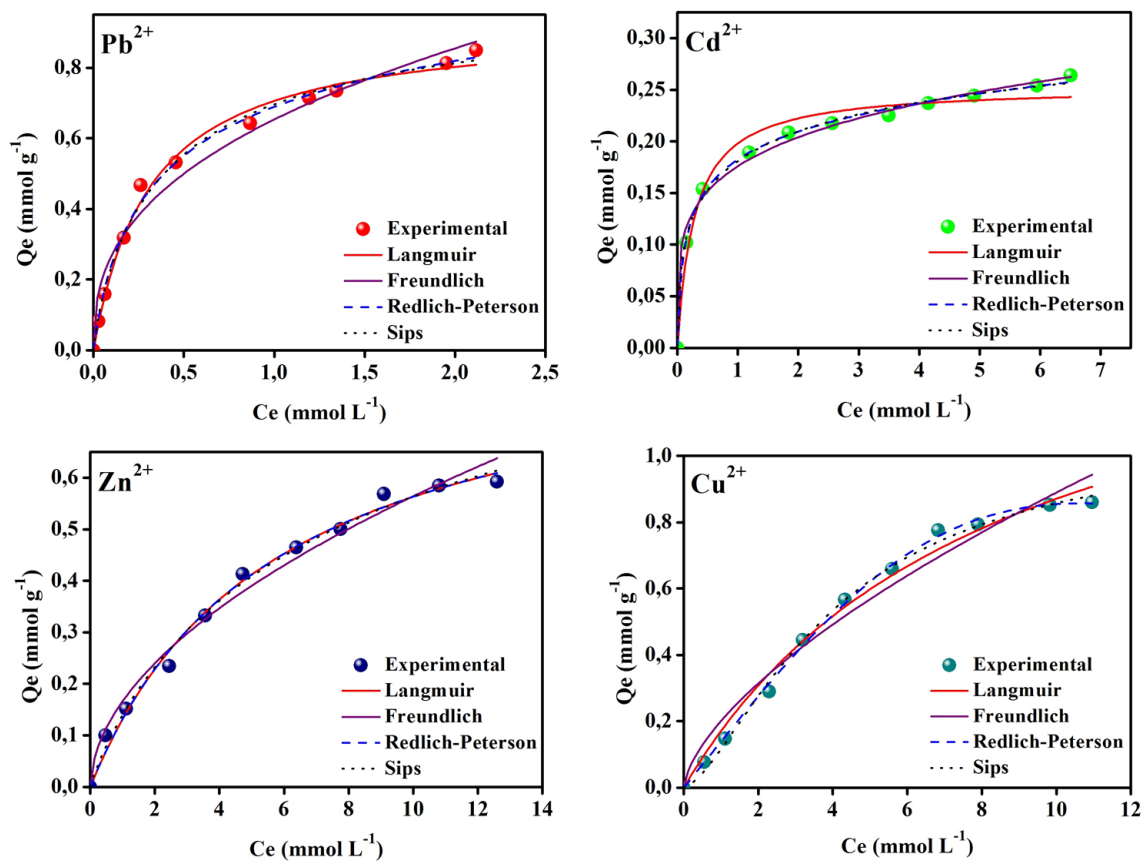 Pb2+
Qe (mmol g-1)
0,8
0,6
0,4
0,2
0,0
Experimental
Langmuir
Freundlich
Redlich-Peterson
Sips
0,0 0,5 1,0 1,5 2,0 2,5
Ce (mmol L-1)
Cd2+
Qe (mmol g-1)
0,30
0,25
0,20
0,15
0,10
0,05
0,00
Experimental
Langmuir
Freundlich
Redlich-Peterson
Sips
0 1 2 3 4 5 6 7
Ce (mmol L-1)
Zn2+
Qe (mmol g-1)
0,6
0,5
0,4
0,3
0,2
0,1
0,0
Experimental
Langmuir
Freundlich
Redlich-Peterson
Sips
0 2 4 6 8 10 12 14
Ce (mmol L-1)
Cu2+
Qe (mmol g-1)
1,0
0,8
0,6
0,4
0,2
0,0
Experimental
Langmuir
Freundlich
Redlich-Peterson
Sips
0 2 4 6 8 10 12
Ce (mmol L-1)